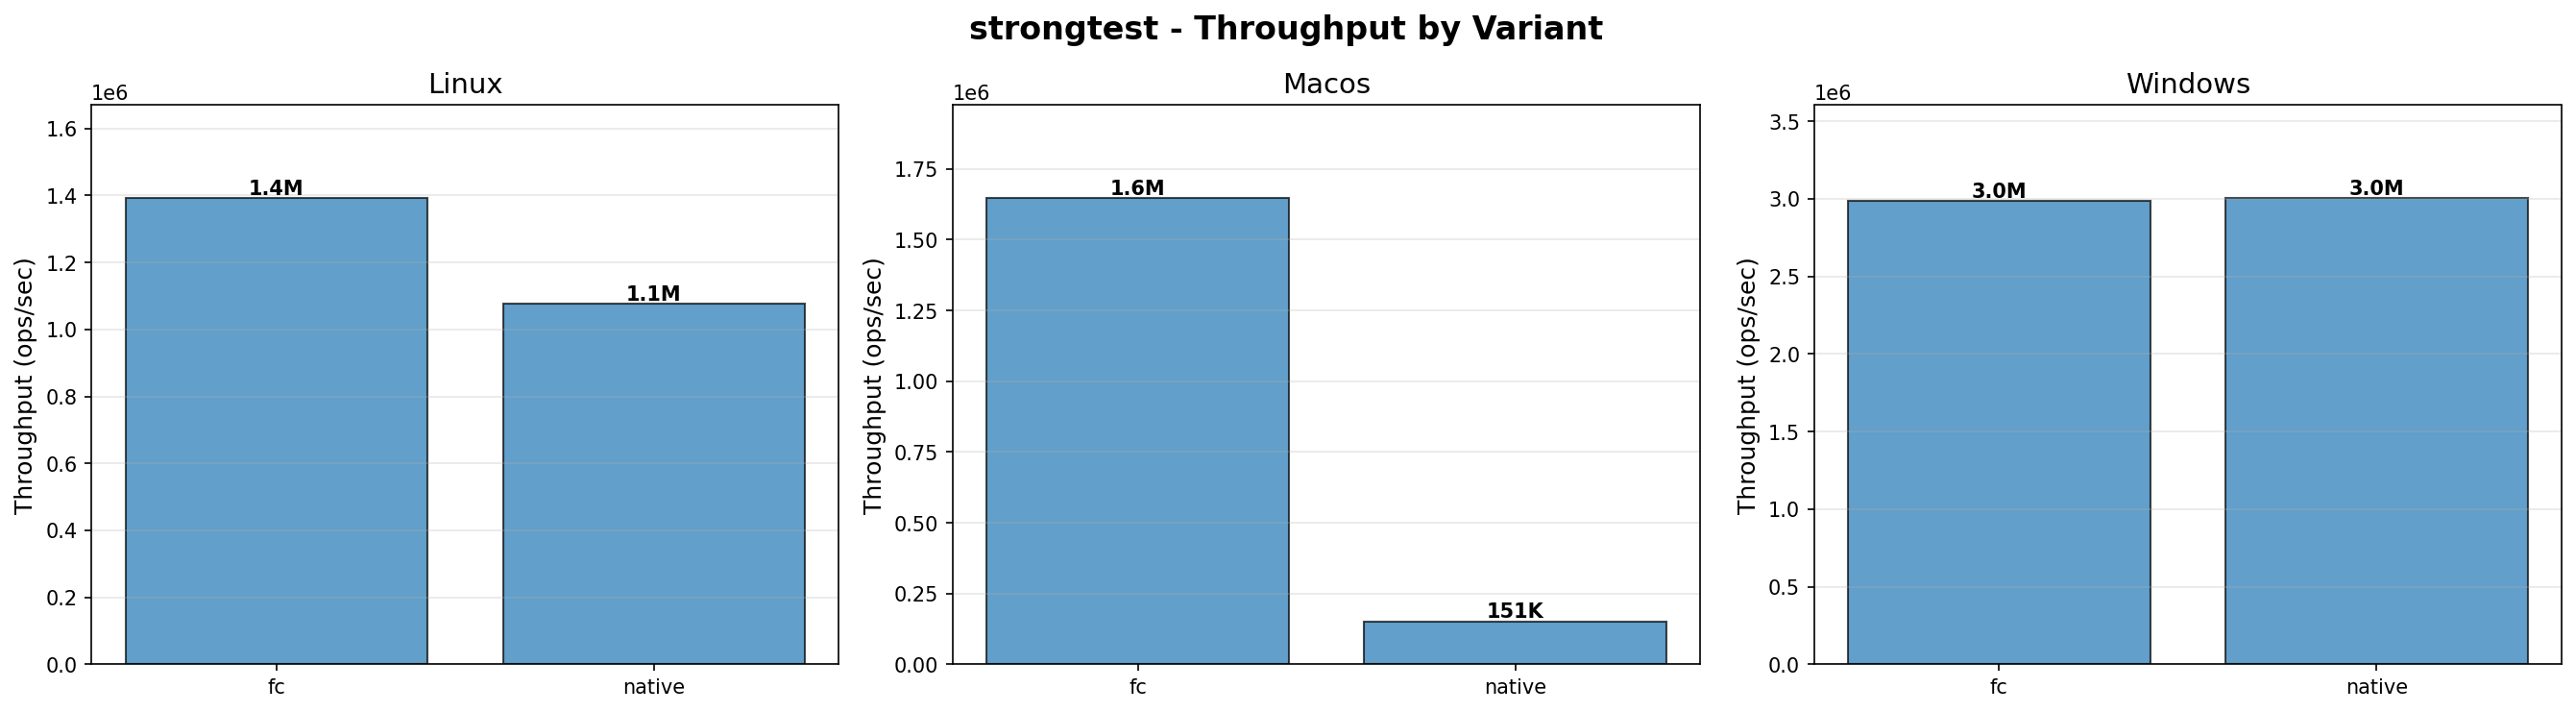 strongtest - Throughput by Variant
Linux
1e6
Throughput (ops/sec)
1.6
1.4
1.2
1.0
0.8
0.6
0.4
0.2
0.0
1.4M
1.1M
fc
native
Macos
1e6
Throughput (ops/sec)
1.75
1.50
1.25
1.00
0.75
0.50
0.25
0.00
1.6M
151K
fc
native
Windows
1e6
Throughput (ops/sec)
3.5
3.0
2.5
2.0
1.5
1.0
0.5
0.0
3.0M
3.0M
fc
native